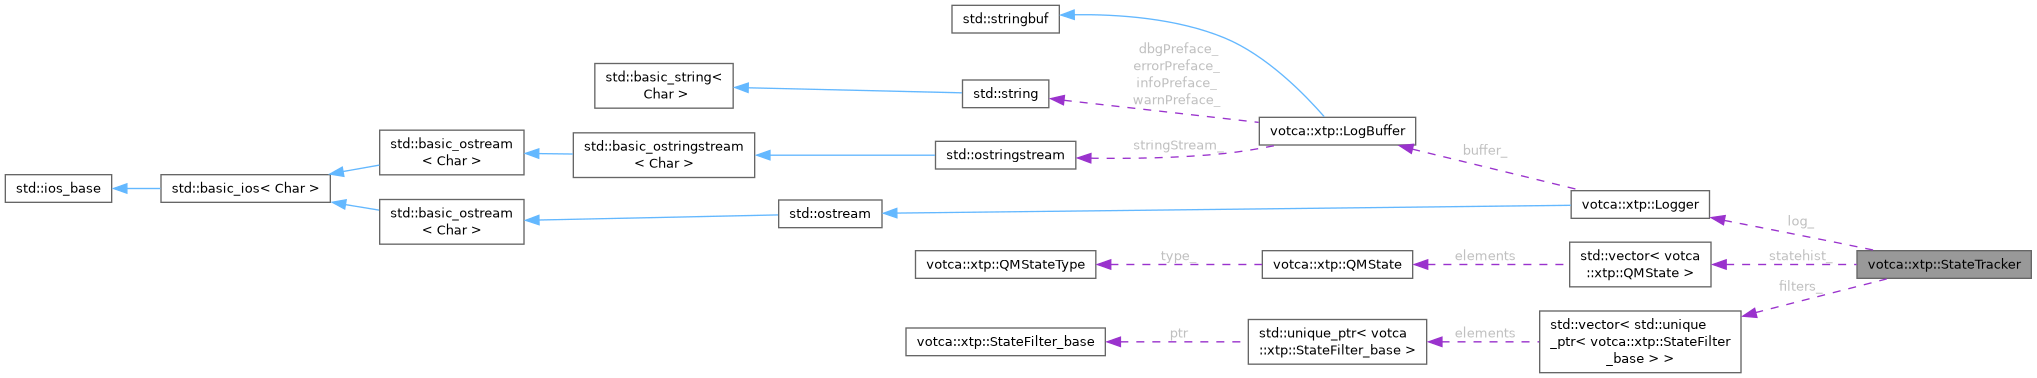 std::stringbuf
dbgPreface_
errorPreface_
infoPreface_
warnPreface_
std::basic_string<
Char >
std::string
votca::xtp::LogBuffer
std::basic_ostream
< Char >
std::basic_ostringstream
< Char >
std::ostringstream
stringStream_
buffer_
std::ios_base
std::basic_ios< Char >
std::basic_ostream
< Char >
std::ostream
votca::xtp::Logger
log_
votca::xtp::QMStateType
type_
votca::xtp::QMState
elements
std::vector< votca
::xtp::QMState >
statehist_
votca::xtp::StateTracker
filters_
votca::xtp::StateFilter_base
ptr
std::unique_ptr< votca
::xtp::StateFilter_base >
elements
std::vector< std::unique
_ptr< votca::xtp::StateFilter
_base > >